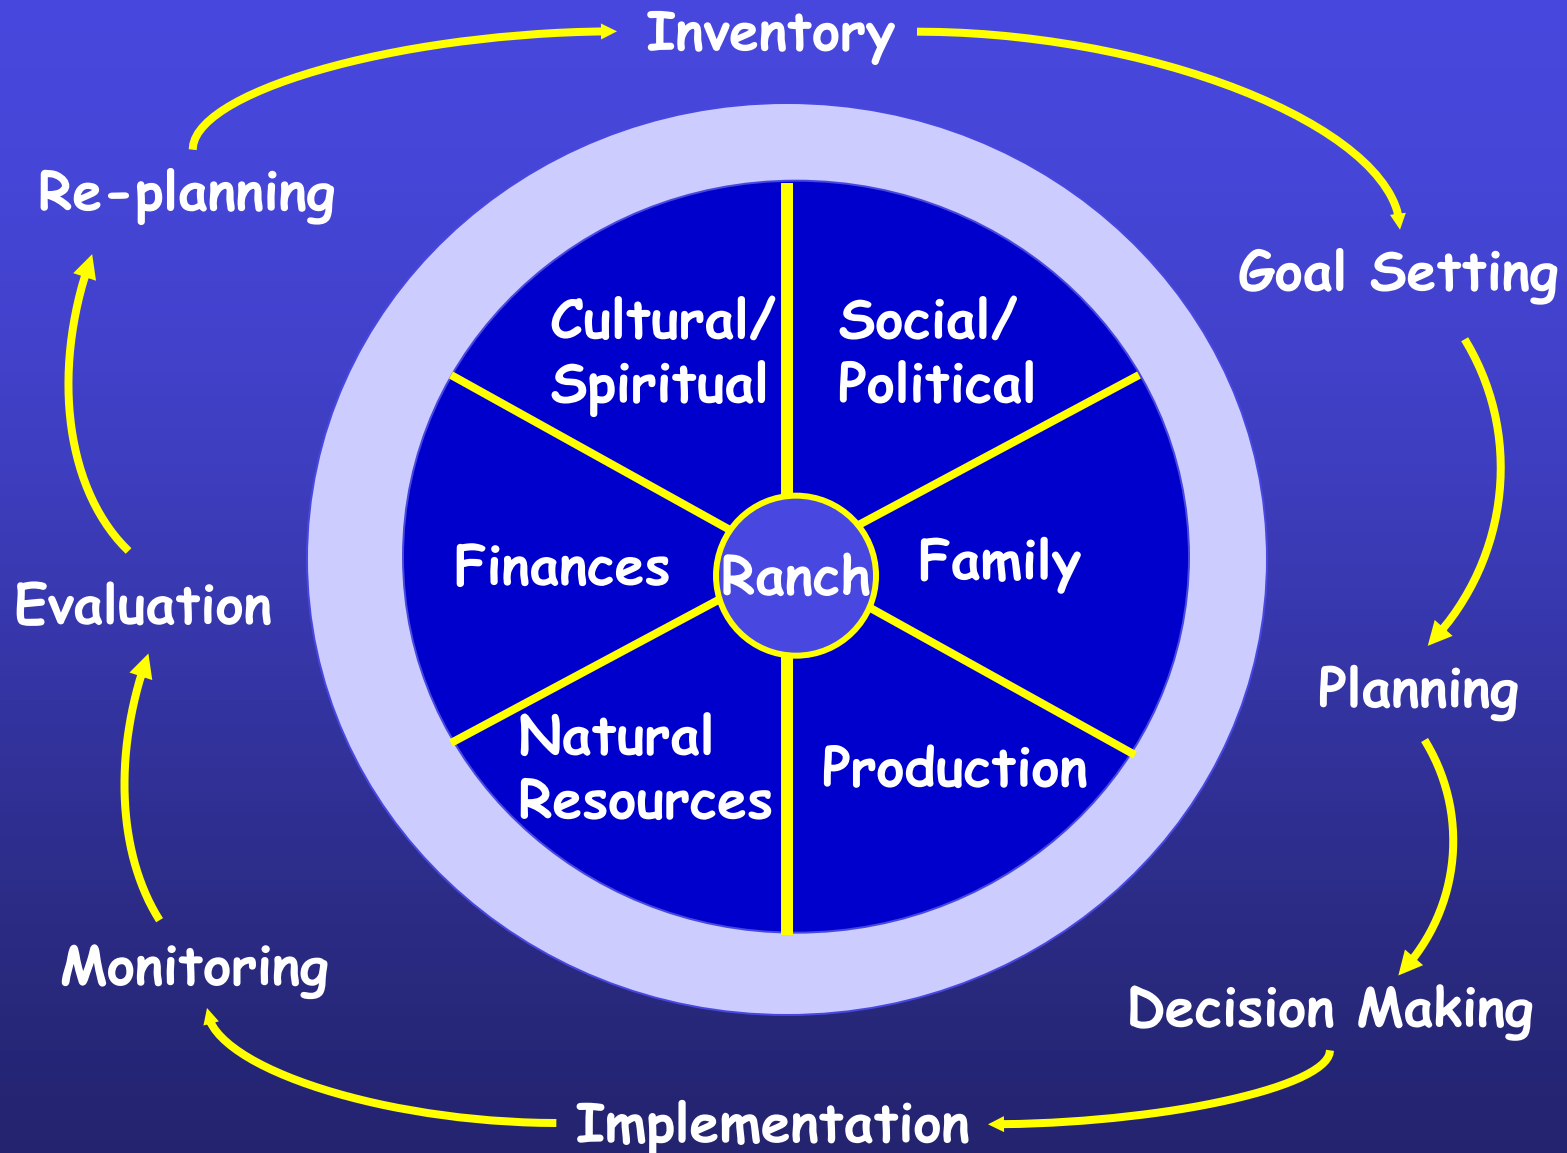 Inventory
Re-planning
Goal Setting
Cultural/
Spiritual
Social/
Political
Finances
Ranch
Family
Evaluation
Planning
Natural
Resources
Production
Monitoring
Decision Making
Implementation